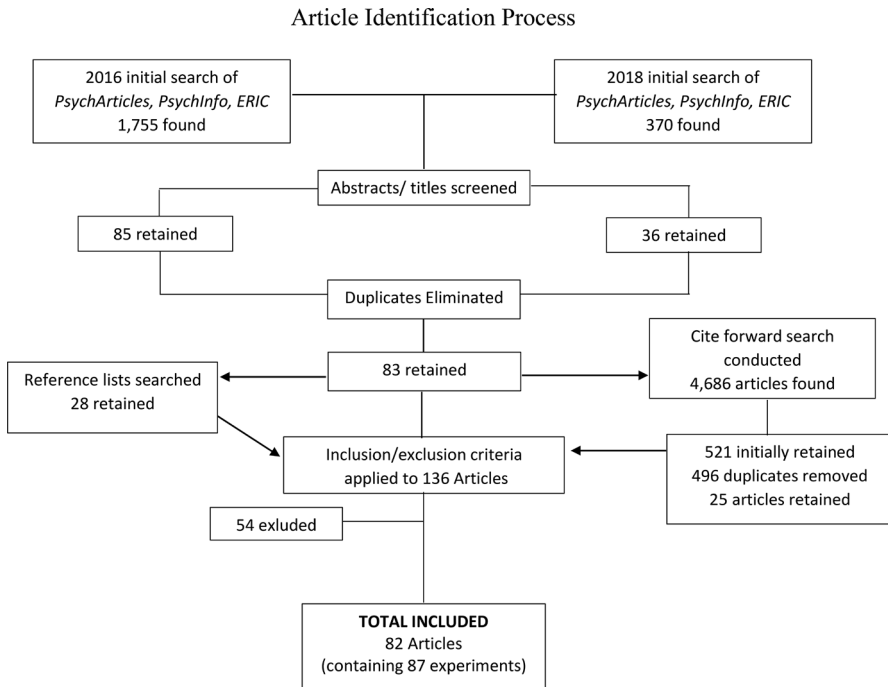 Article Identification Process
2016 initial search of
PsychArticles, PsychInfo, ERIC
1,755 found
2018 initial search of
PsychArticles, PsychInfo, ERIC
370 found
Abstracts/ titles screened
85 retained
36 retained
Duplicates Eliminated
83 retained
Cite forward search
conducted
4,686 articles found
Reference lists searched
28 retained
Inclusion/exclusion criteria
applied to 136 Articles
521 initially retained
496 duplicates removed
25 articles retained
54 exluded
TOTAL INCLUDED
82 Articles
(containing 87 experiments)